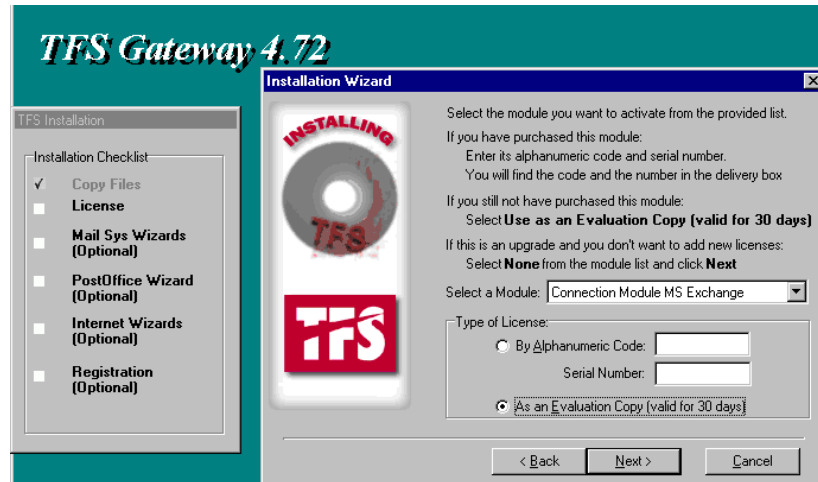 TFS Gateway 4.72
TFS Installation
Installation Checklist
Copy Files
License
Mail Sys Wizards
(Optional)
PostOffice Wizard
(Optional)
Internet Wizards
(Optional)
Registration
(Optional)
Installation Wizard
INSTALLING
TFS
TFS
Select the module you want to activate from the provided list.
If you have purchased this module:
Enter its alphanumeric code and serial number.
You will find the code and the number in the delivery box
If you still not have purchased this module:
Select Use as an Evaluation Copy (valid for 30 days)
If this is an upgrade and you don't want to add new licenses:
Select None from the module list and click Next
Select a Module: Connection Module MS Exchange
Type of License:
By Alphanumeric Code:
Serial Number:
As an Evaluation Copy (valid for 30 days)
< Back
Next >
Cancel